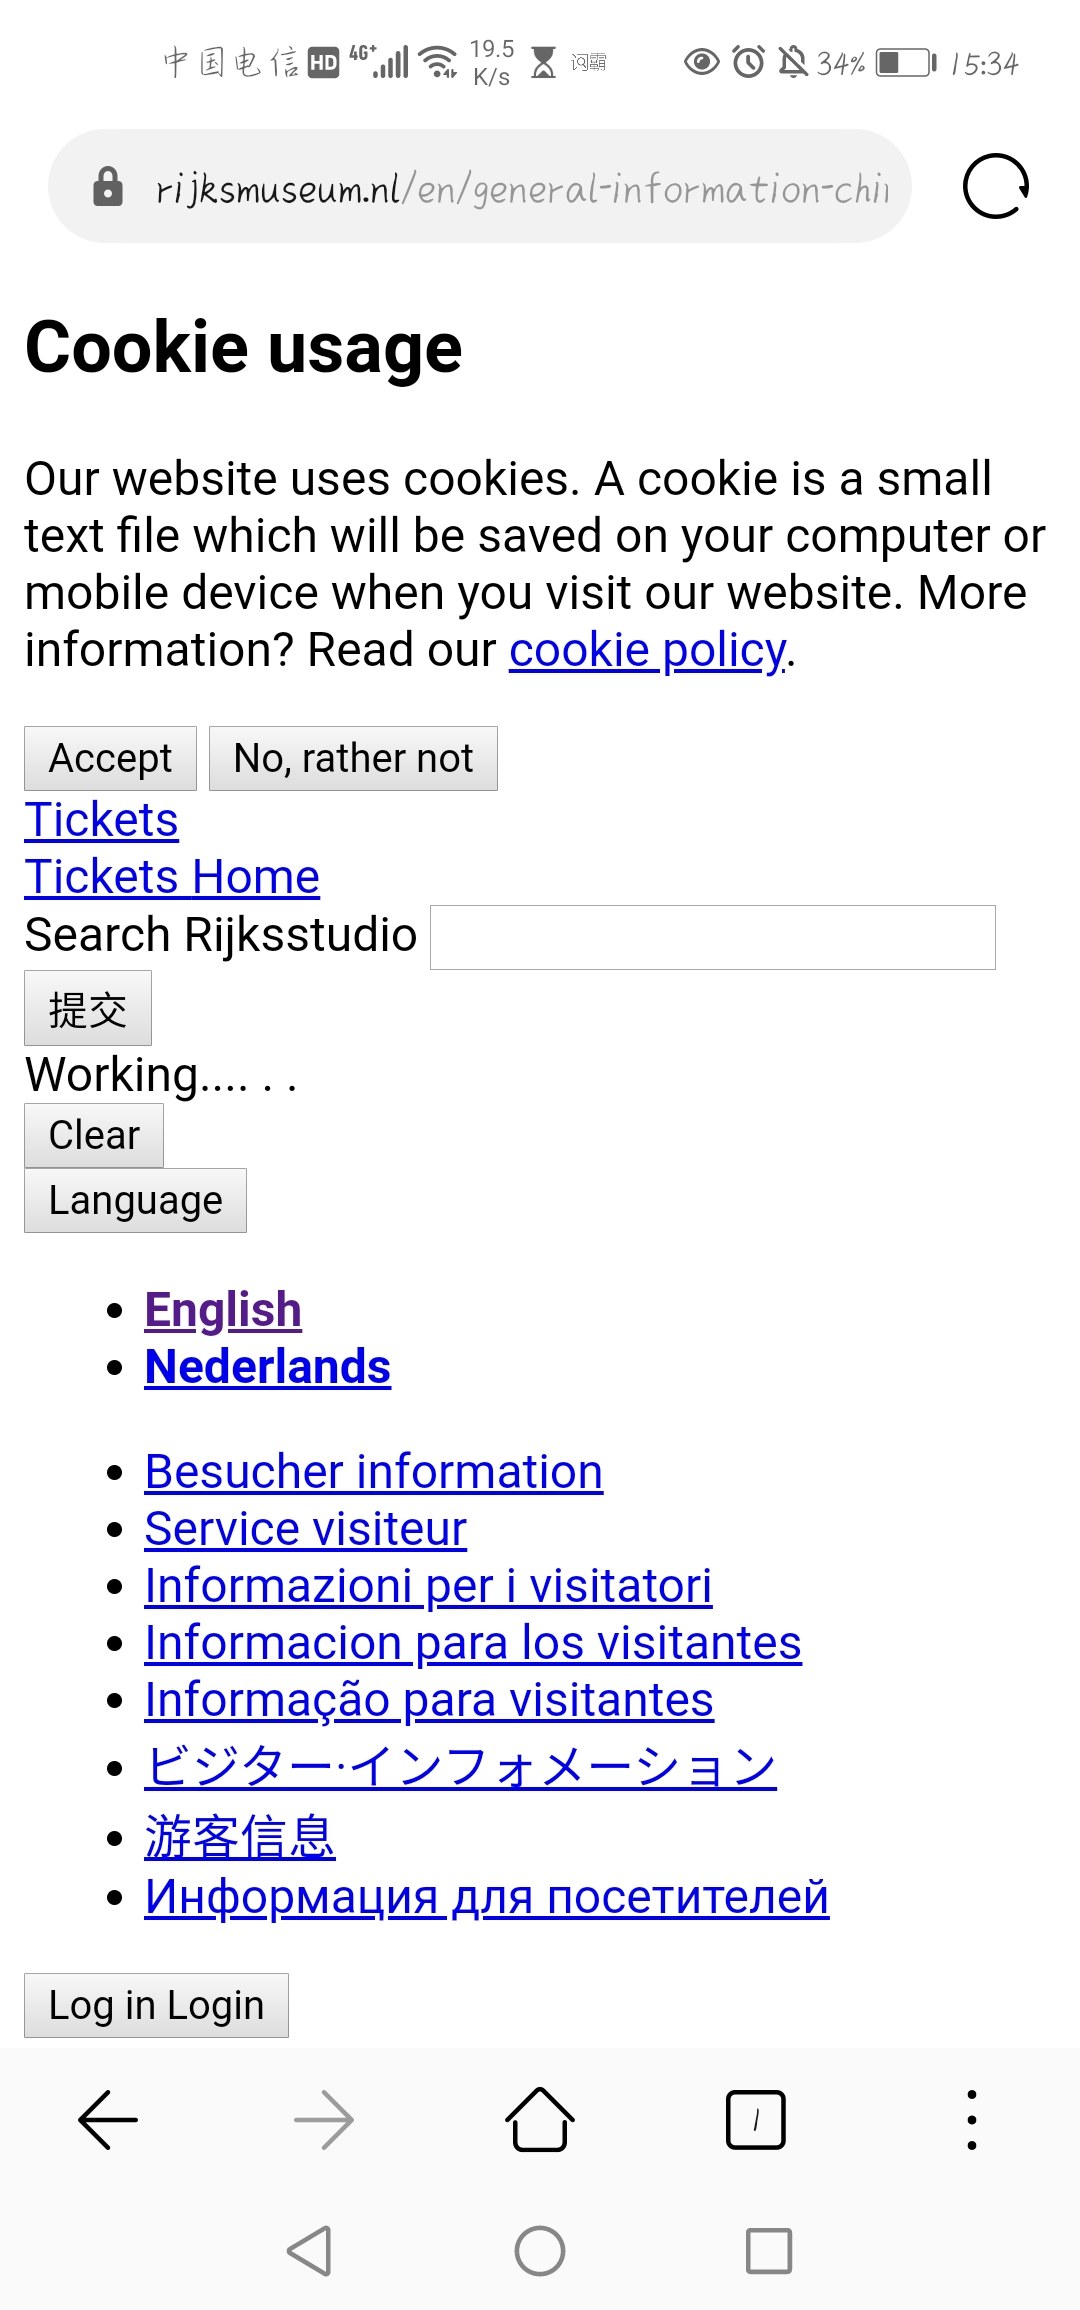 中国电信 HD 4G+ 19.5 K/s 词霸 34% 15:34
rijksmuseum.nl/en/general-information-chi
Cookie usage
Our website uses cookies. A cookie is a small
text file which will be saved on your computer or
mobile device when you visit our website. More
information? Read our cookie policy.
Accept No, rather not
Tickets
Tickets Home
Search Rijksstudio
提交
Working.... . .
Clear
Language
English
Nederlands
Besucher information
Service visiteur
Informazioni per i visitatori
Informacion para los visitantes
Informação para visitantes
ビジター·インフォメーション
游客信息
Информация для посетителей
Log in Login
1